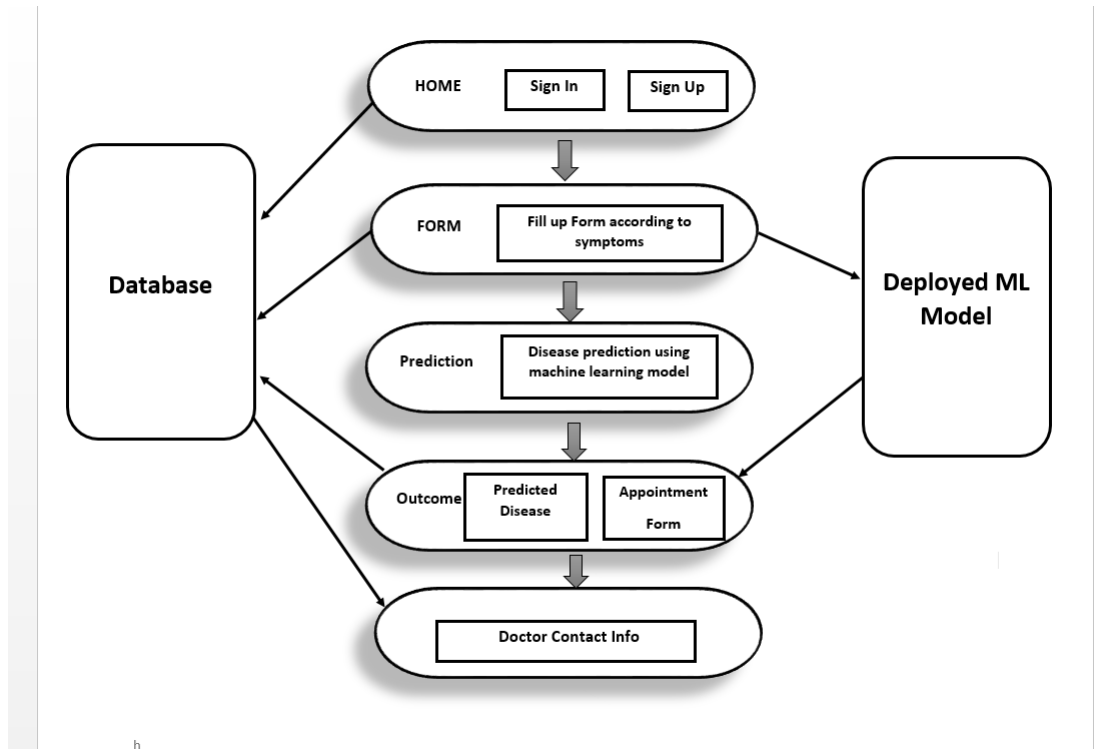 HOME
Sign In
Sign Up
FORM
Fill up Form according to
symptoms
Database
Deployed ML
Model
Prediction
Disease prediction using
machine learning model
Outcome
Predicted
Disease
Appointment
Form
Doctor Contact Info
h